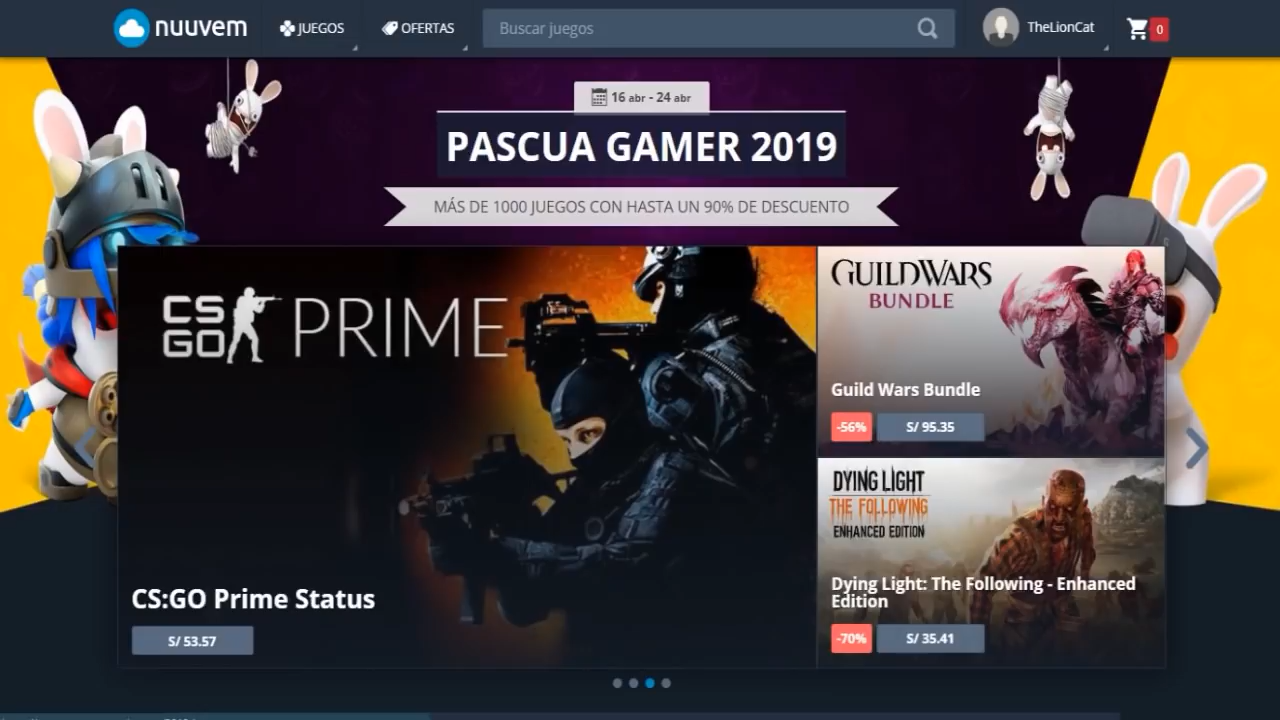 nuuvem
JUEGOS
OFERTAS
Buscar juegos
TheLionCat
0
16 abr - 24 abr
PASCUA GAMER 2019
MÁS DE 1000 JUEGOS CON HASTA UN 90% DE DESCUENTO
CS
GO PRIME
CS:GO Prime Status
S/ 53.57
GUILD WARS
BUNDLE
Guild Wars Bundle
-56% S/ 95.35
DYING LIGHT
THE FOLLOWING
ENHANCED EDITION
Dying Light: The Following - Enhanced
Edition
-70% S/ 35.41